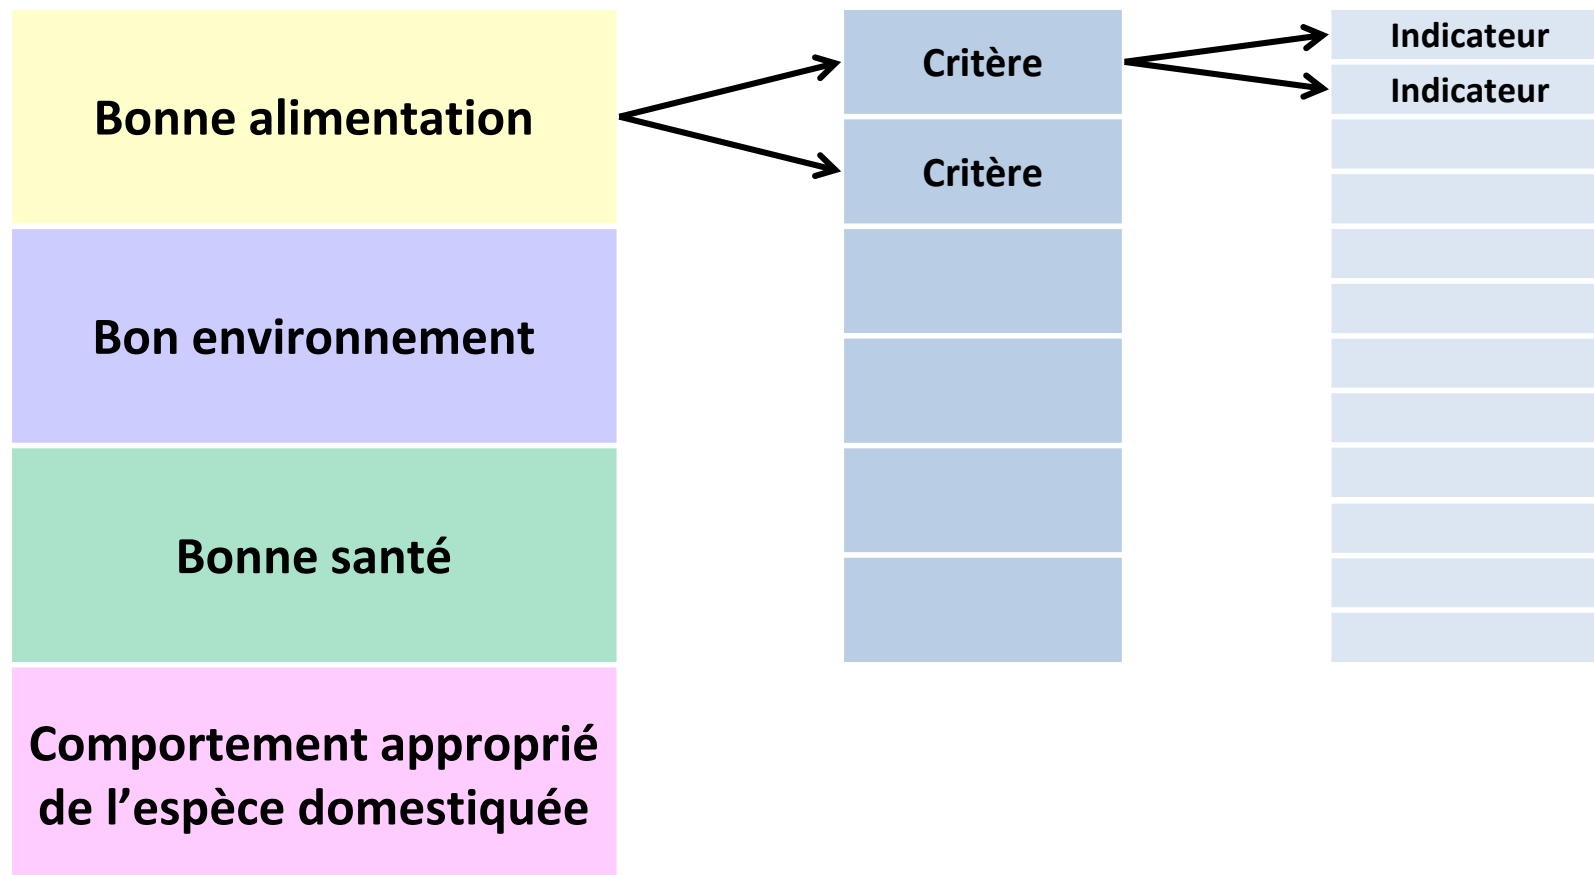 Bonne alimentation
Critère
Indicateur
Indicateur
Critère
Bon environnement
Bonne santé
Comportement approprié
de l’espèce domestiquée